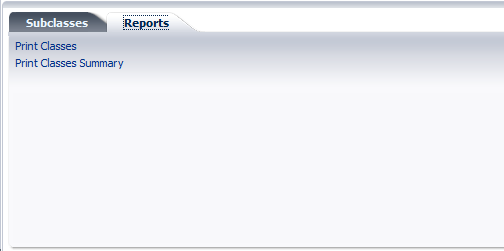 Subclasses Reports
Print Classes
Print Classes Summary